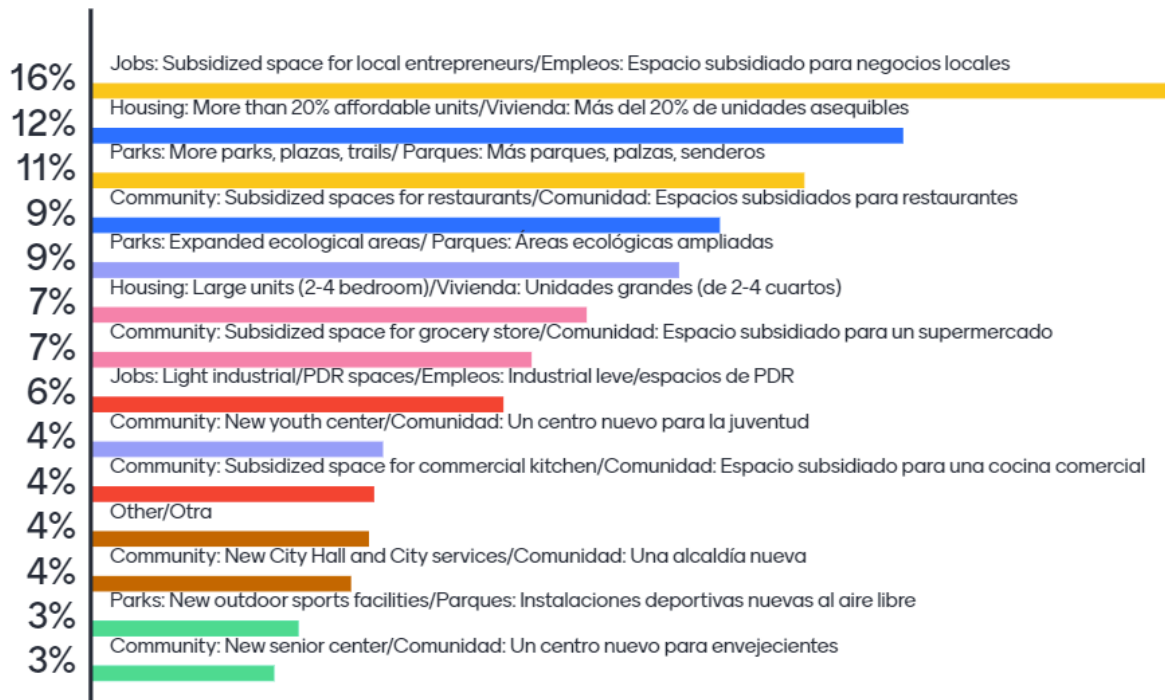 Jobs: Subsidized space for local entrepreneurs/Empleos: Espacio subsidiado para negocios locales
16%
Housing: More than 20% affordable units/Vivienda: Más del 20% de unidades asequibles
12%
Parks: More parks, plazas, trails/ Parques: Más parques, palzas, senderos
11%
Community: Subsidized spaces for restaurants/Comunidad: Espacios subsidiados para restaurantes
9%
Parks: Expanded ecological areas/ Parques: Áreas ecológicas ampliadas
9%
Housing: Large units (2-4 bedroom)/Vivienda: Unidades grandes (de 2-4 cuartos)
7%
Community: Subsidized space for grocery store/Comunidad: Espacio subsidiado para un supermercado
7%
Jobs: Light industrial/PDR spaces/Empleos: Industrial leve/espacios de PDR
6%
Community: New youth center/Comunidad: Un centro nuevo para la juventud
4%
Community: Subsidized space for commercial kitchen/Comunidad: Espacio subsidiado para una cocina comercial
4%
Other/Otra
4%
Community: New City Hall and City services/Comunidad: Una alcaldía nueva
4%
Parks: New outdoor sports facilities/Parques: Instalaciones deportivas nuevas al aire libre
3%
Community: New senior center/Comunidad: Un centro nuevo para envejecientes
3%